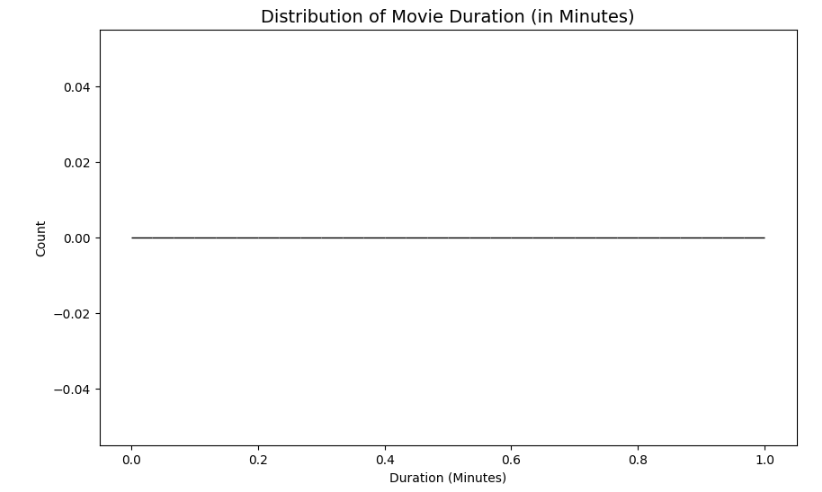 Distribution of Movie Duration (in Minutes)
0.04
0.02
0.00
−0.02
−0.04
Count
0.0 0.2 0.4 0.6 0.8 1.0
Duration (Minutes)